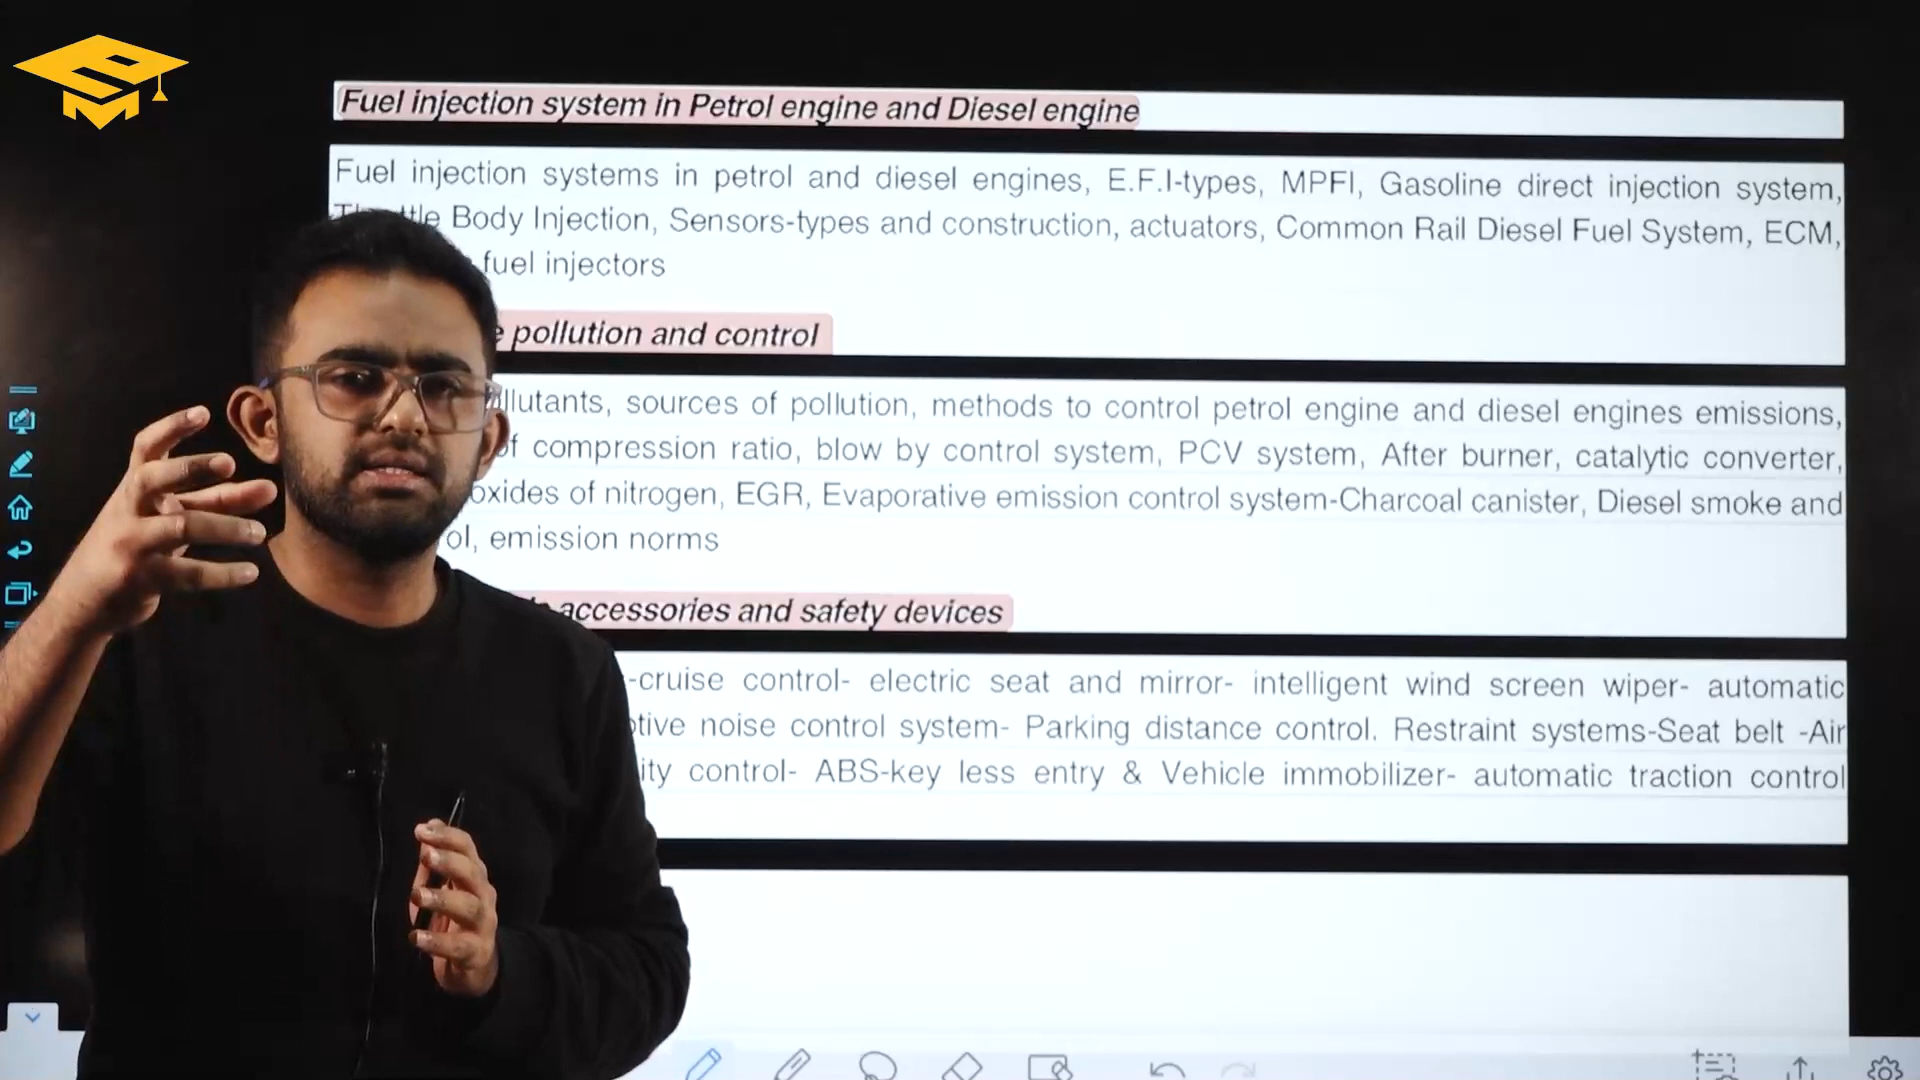 Fuel injection system in Petrol engine and Diesel engine
Fuel injection systems in petrol and diesel engines, E.F.I-types, MPFI, Gasoline direct injection system,
Body Injection, Sensors-types and construction, actuators, Common Rail Diesel Fuel System, ECM,
fuel injectors
pollution and control
sources of pollution, methods to control petrol engine and diesel engines emissions,
compression ratio, blow by control system, PCV system, After burner, catalytic converter,
oxides of nitrogen, EGR, Evaporative emission control system-Charcoal canister, Diesel smoke and
emission norms
accessories and safety devices
-cruise control- electric seat and mirror- intelligent wind screen wiper- automatic
noise control system- Parking distance control. Restraint systems-Seat belt -Air
control- ABS-key less entry & Vehicle immobilizer- automatic traction control